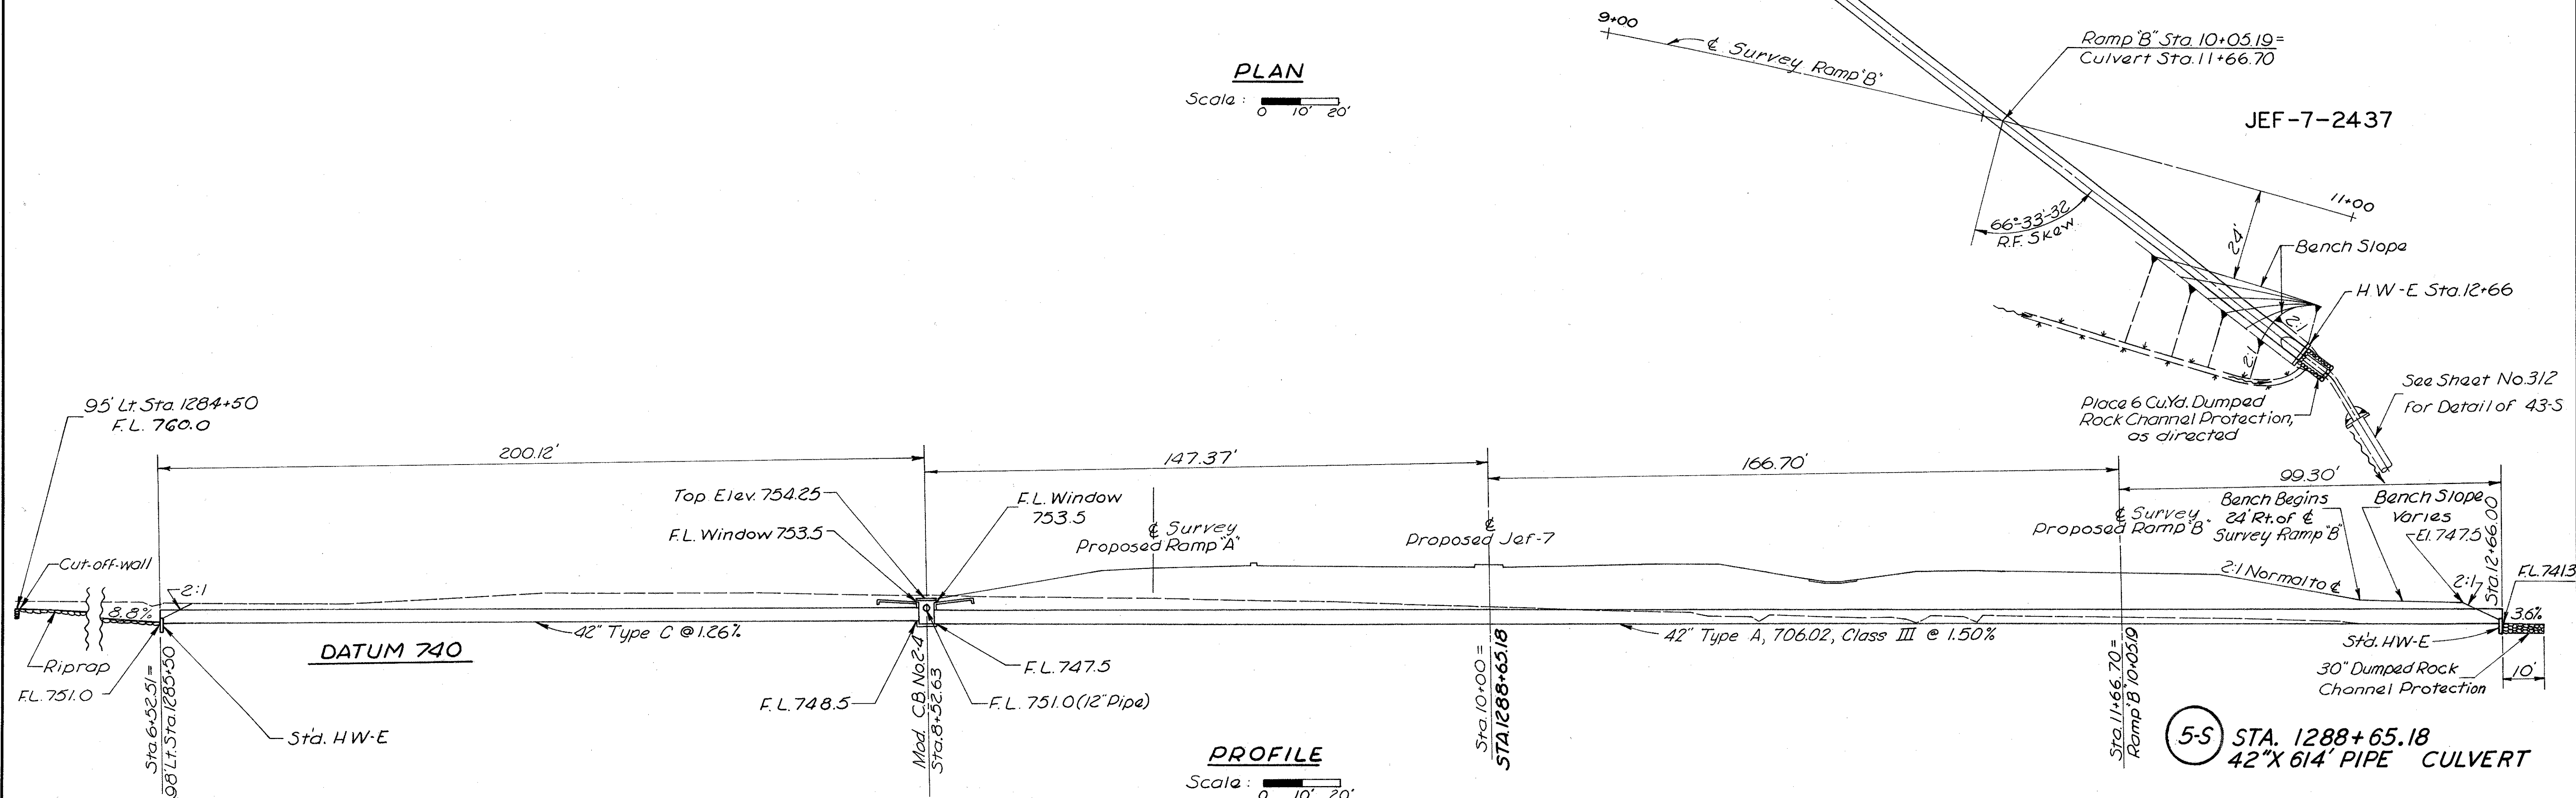 PLAN
Scale :
0 10' 20'
9+00
℄ Survey Ramp "B"
Ramp "B" Sta. 10+05.19=
Culvert Sta. 11+66.70
JEF-7-2437
11+00
66°-33'-32
R.F. Skew
24'
Bench Slope
H.W-E Sta. 12+66
2:1
2:1
See Sheet No. 312
For Detail of 43-S
Place 6 Cu.Yd. Dumped
Rock Channel Protection,
as directed
95' Lt. Sta. 1284+50
F.L. 760.0
200.12'
147.37'
166.70'
99.30'
Top Elev. 754.25
F.L. Window 753.5
F.L. Window
753.5
℄ Survey
Proposed Ramp "A"
℄
Proposed Jef-7
℄ Survey
Proposed Ramp "B"
Bench Begins
24' Rt. of ℄
Survey Ramp "B"
Bench Slope
Varies
El. 747.5
Sta. 12+66.00
2:1 Normal to ℄
2:1
F.L. 741.3
3.6%
Cut-off-wall
2:1
8.8%
Riprap
F.L. 751.0
42" Type C @ 1.26%
DATUM 740
Sta. 6+52.51=
98' Lt. Sta. 1285+50
Std. HW-E
F.L. 748.5
Mod. C.B. No. 2-4
Sta. 8+52.63
F.L. 747.5
F.L. 751.0 (12" Pipe)
42" Type A, 706.02, Class III @ 1.50%
Sta. 10+00=
STA. 1288+65.18
Sta. 11+66.70=
Ramp "B" 10+05.19
Std. HW-E
30" Dumped Rock
Channel Protection
10'
PROFILE
Scale :
0 10' 20'
5-S STA. 1288+65.18
42" X 614' PIPE CULVERT